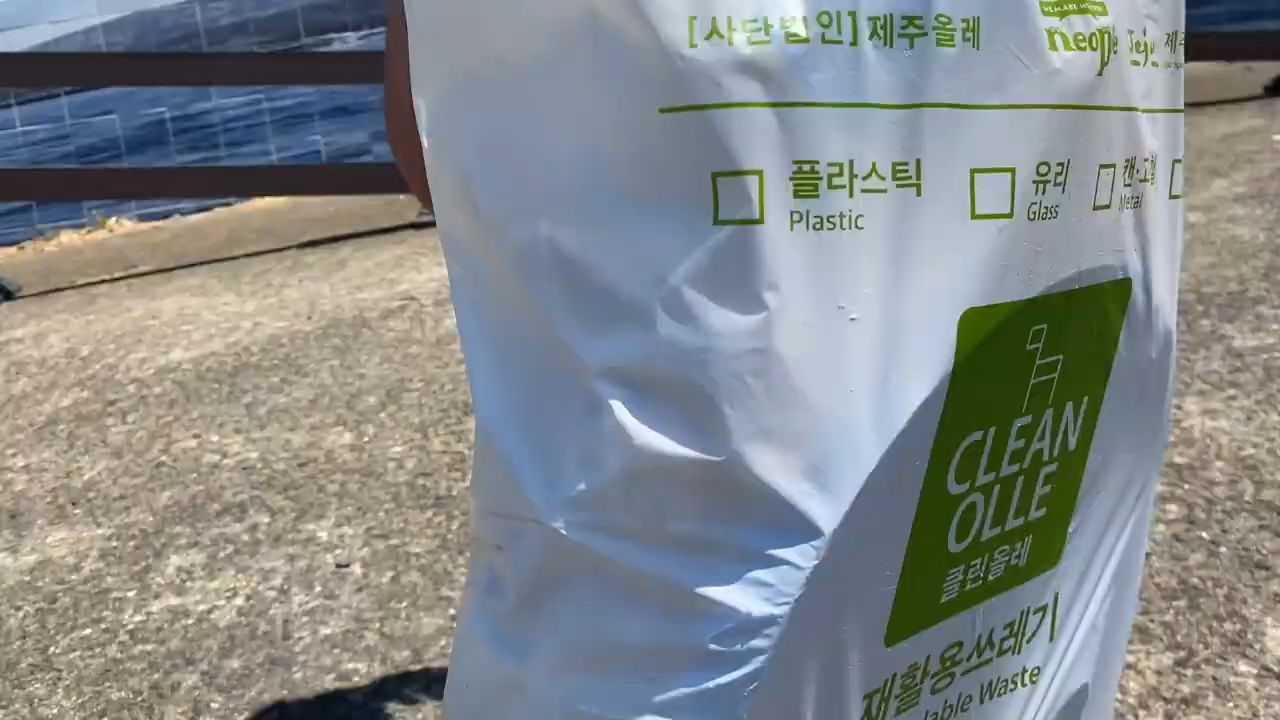 [사단법인] 제주올레
neople Jeju
플라스틱
Plastic
유리
Glass
캔·고철
Metal
CLEAN
OLLE
클린올레
재활용쓰레기
Waste